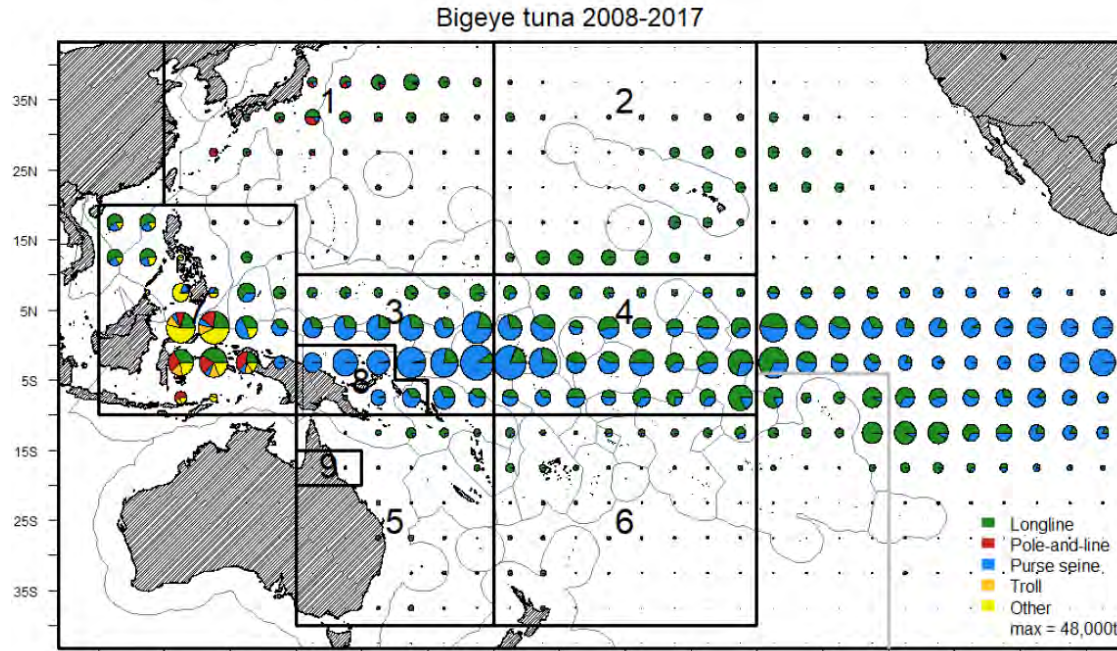 Bigeye tuna 2008-2017
35N
25N
15N
5N
5S
15S
25S
35S
1
2
3
4
7
8
9
5
6
Longline
Pole-and-line
Purse seine
Troll
Other
max = 48,000t